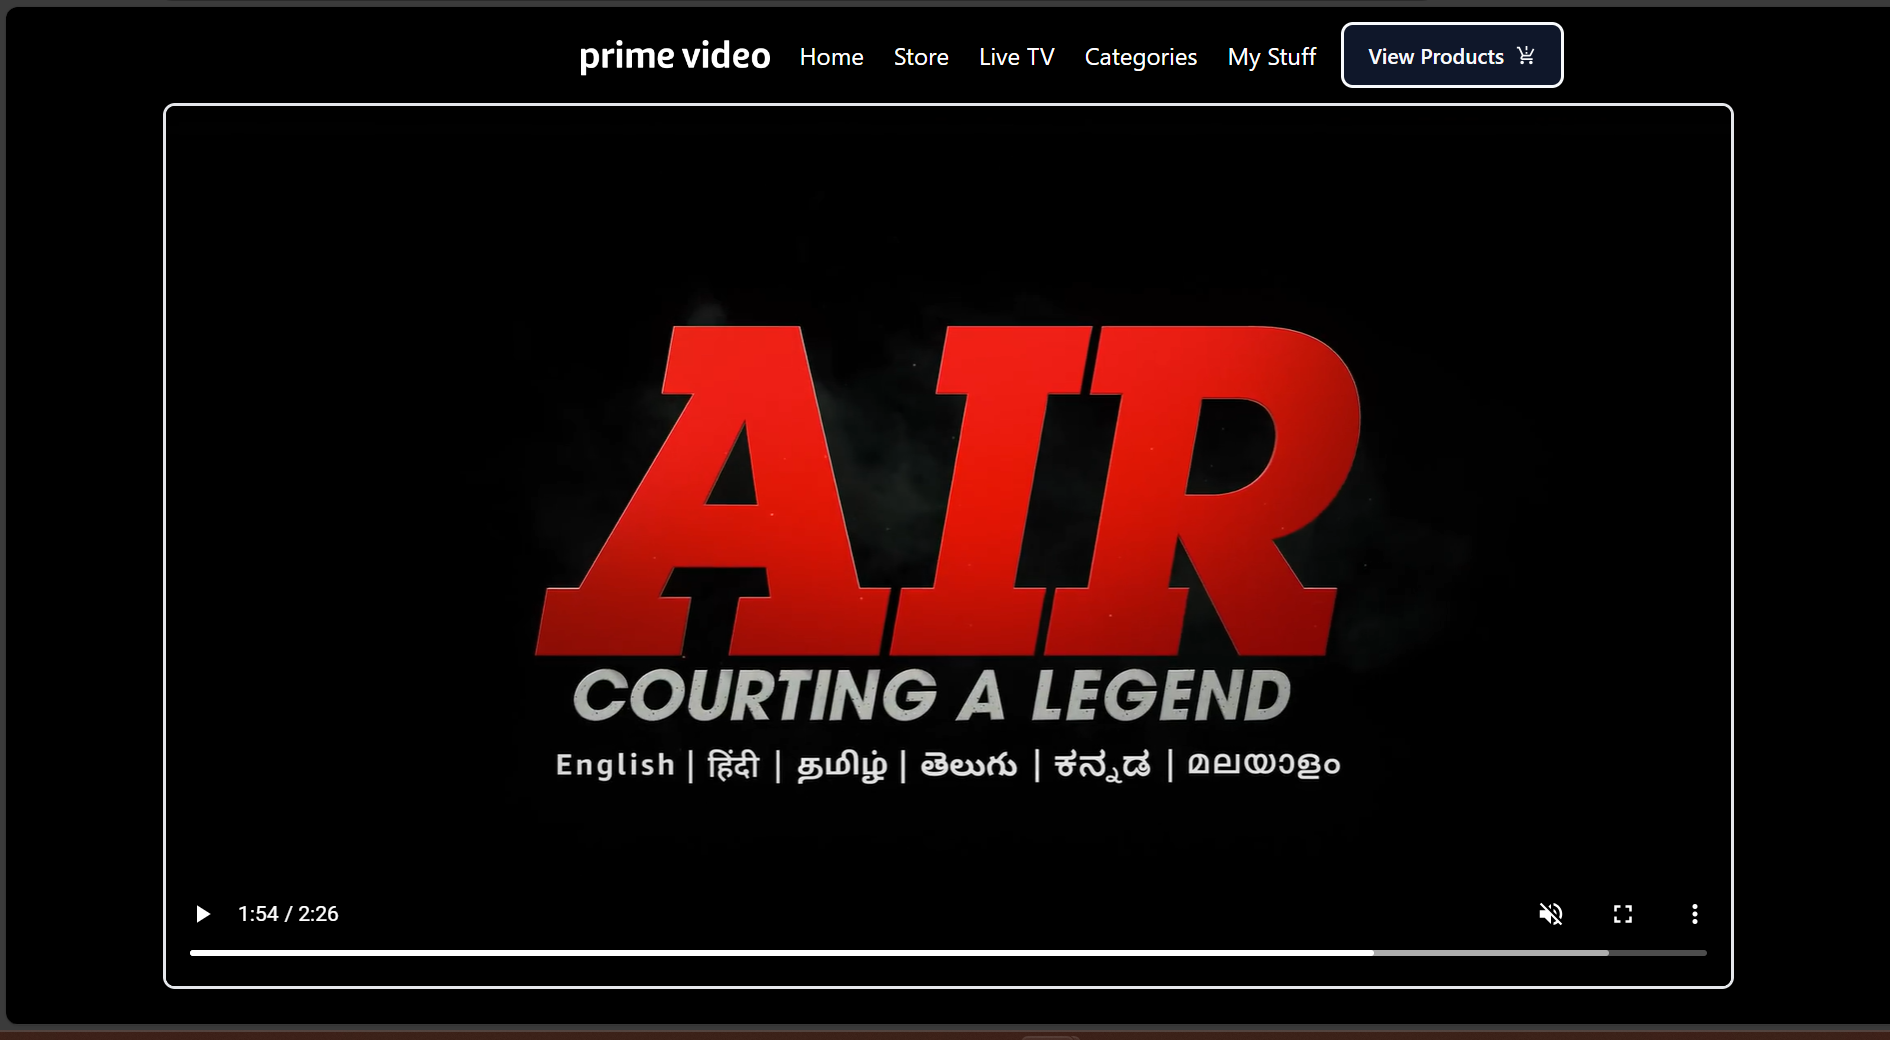 prime video Home Store Live TV Categories My Stuff View Products
AIR
COURTING A LEGEND
English | हिंदी | தமிழ் | తెలుగు | ಕನ್ನಡ | മലയാളം
1:54 / 2:26